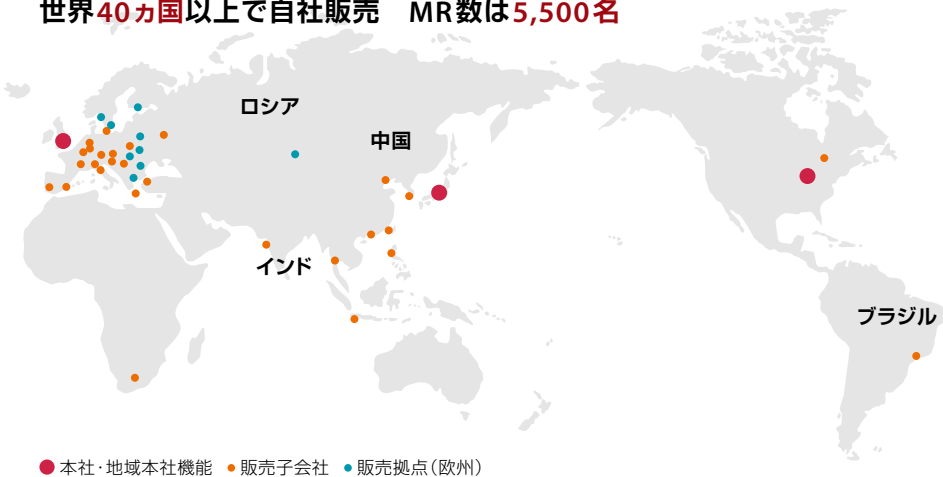 世界40ヵ国以上で自社販売　MR数は5,500名
ロシア
中国
インド
ブラジル
本社・地域本社機能　販売子会社　販売拠点（欧州）